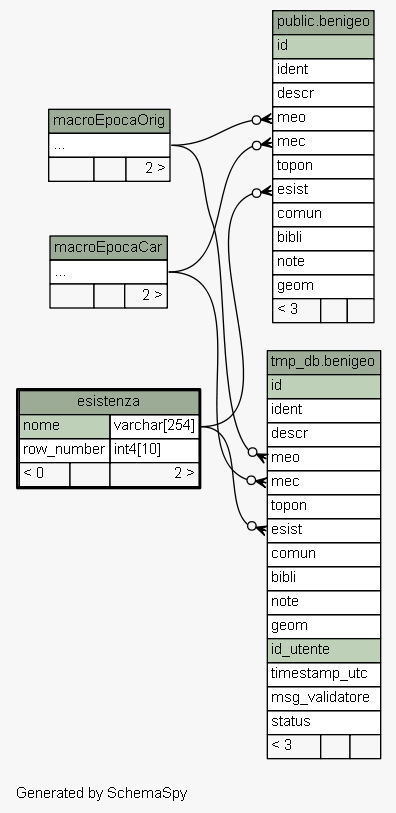 public.benigeo
id
ident
descr
meo
mec
topon
esist
comun
bibli
note
geom
< 3
macroEpocaOrig
...
2 >
macroEpocaCar
...
2 >
esistenza
nome varchar[254]
row_number int4[10]
< 0 2 >
tmp_db.benigeo
id
ident
descr
meo
mec
topon
esist
comun
bibli
note
geom
id_utente
timestamp_utc
msg_validatore
status
< 3
Generated by SchemaSpy